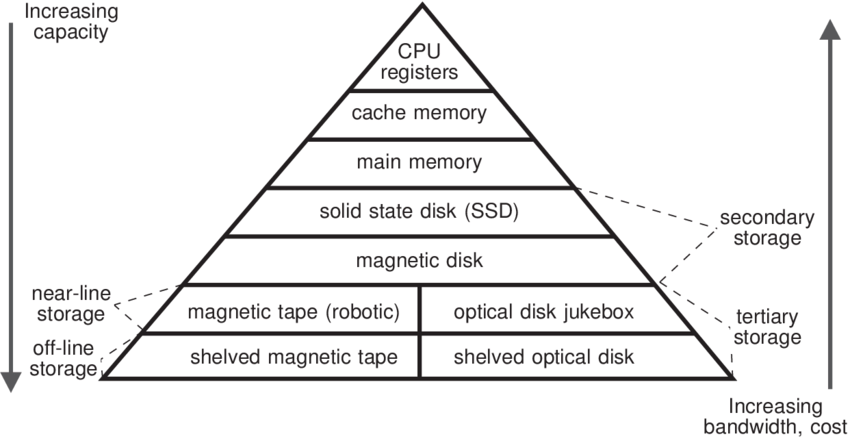 Increasing
capacity
CPU
registers
cache memory
main memory
solid state disk (SSD)
secondary
storage
magnetic disk
near-line
storage
magnetic tape (robotic)
optical disk jukebox
tertiary
storage
off-line
storage
shelved magnetic tape
shelved optical disk
Increasing
bandwidth, cost